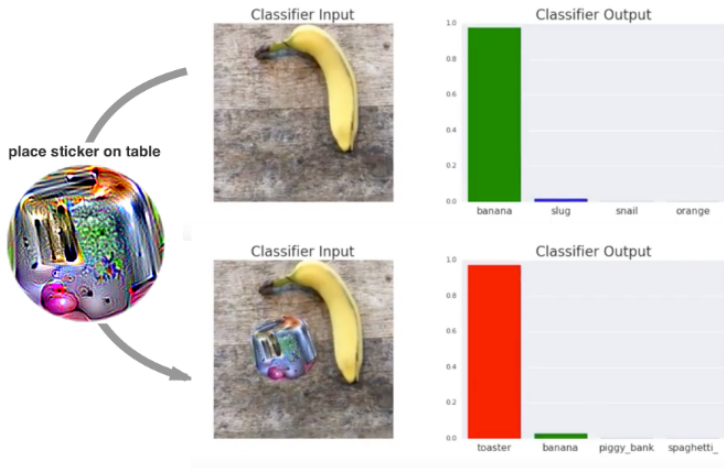 Classifier Input
Classifier Output
1.0
0.8
0.6
0.4
0.2
0.0
banana slug snail orange
place sticker on table
Classifier Input
Classifier Output
1.0
0.8
0.6
0.4
0.2
0.0
toaster banana piggy_bank spaghetti_